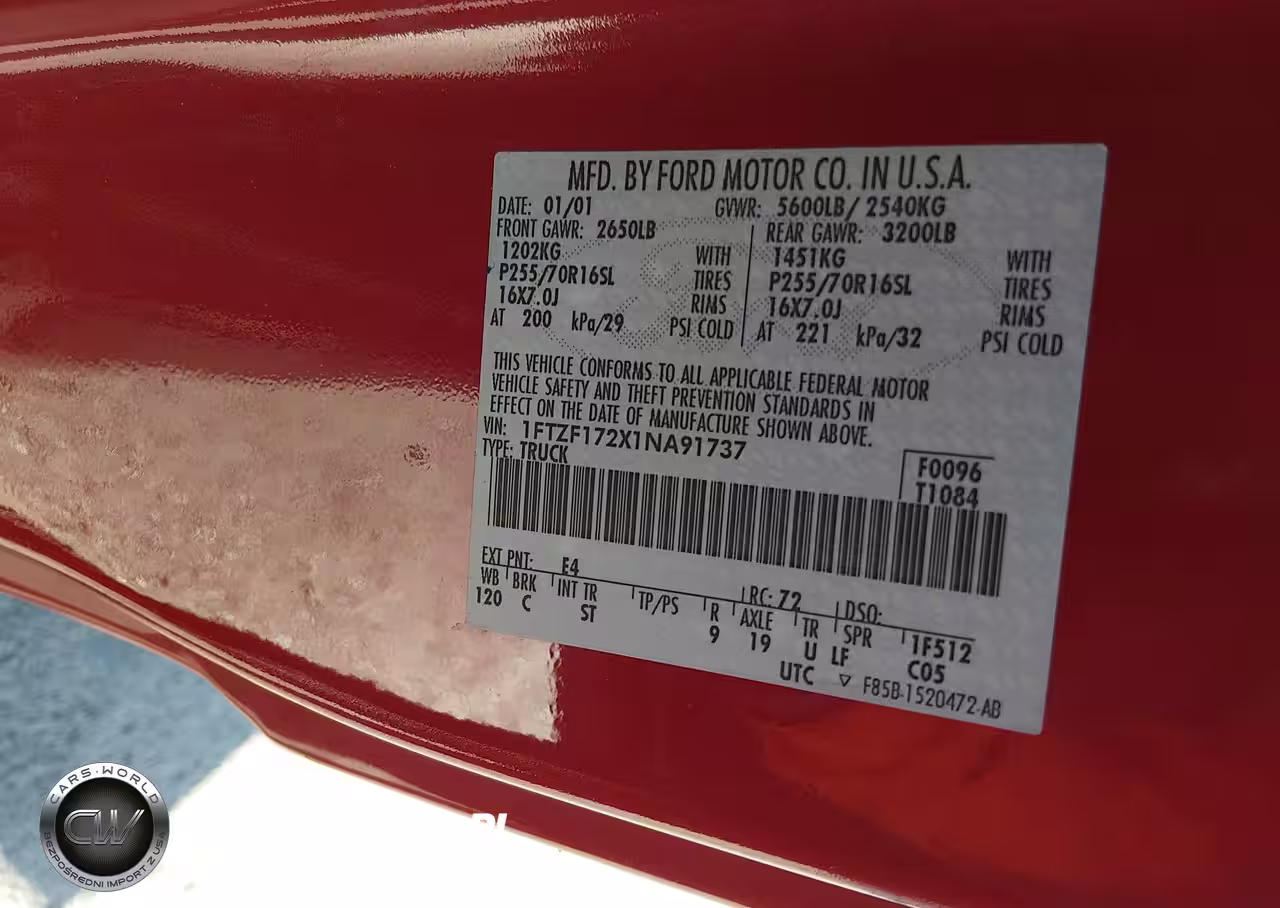 MFD. BY FORD MOTOR CO. IN U.S.A.
DATE: 01/01 GVWR: 5600LB/ 2540KG
FRONT GAWR: 2650LB REAR GAWR: 3200LB
1202KG WITH 1451KG WITH
P255/70R16SL TIRES P255/70R16SL TIRES
16X7.0J RIMS 16X7.0J RIMS
AT 200 kPa/29 PSI COLD AT 221 kPa/32 PSI COLD
THIS VEHICLE CONFORMS TO ALL APPLICABLE FEDERAL MOTOR
VEHICLE SAFETY AND THEFT PREVENTION STANDARDS IN
EFFECT ON THE DATE OF MANUFACTURE SHOWN ABOVE.
VIN: 1FTZF172X1NA91737
TYPE: TRUCK
F0096
T1084
EXT PNT: E4 RC: 72 DSO:
WB BRK INT TR TP/PS R AXLE TR SPR 1F512
120 C ST 9 19 U LF C05
UTC ▽ F85B-1520472-AB
CARS-WORLD
CW
BEZPOŚREDNI IMPORT Z USA